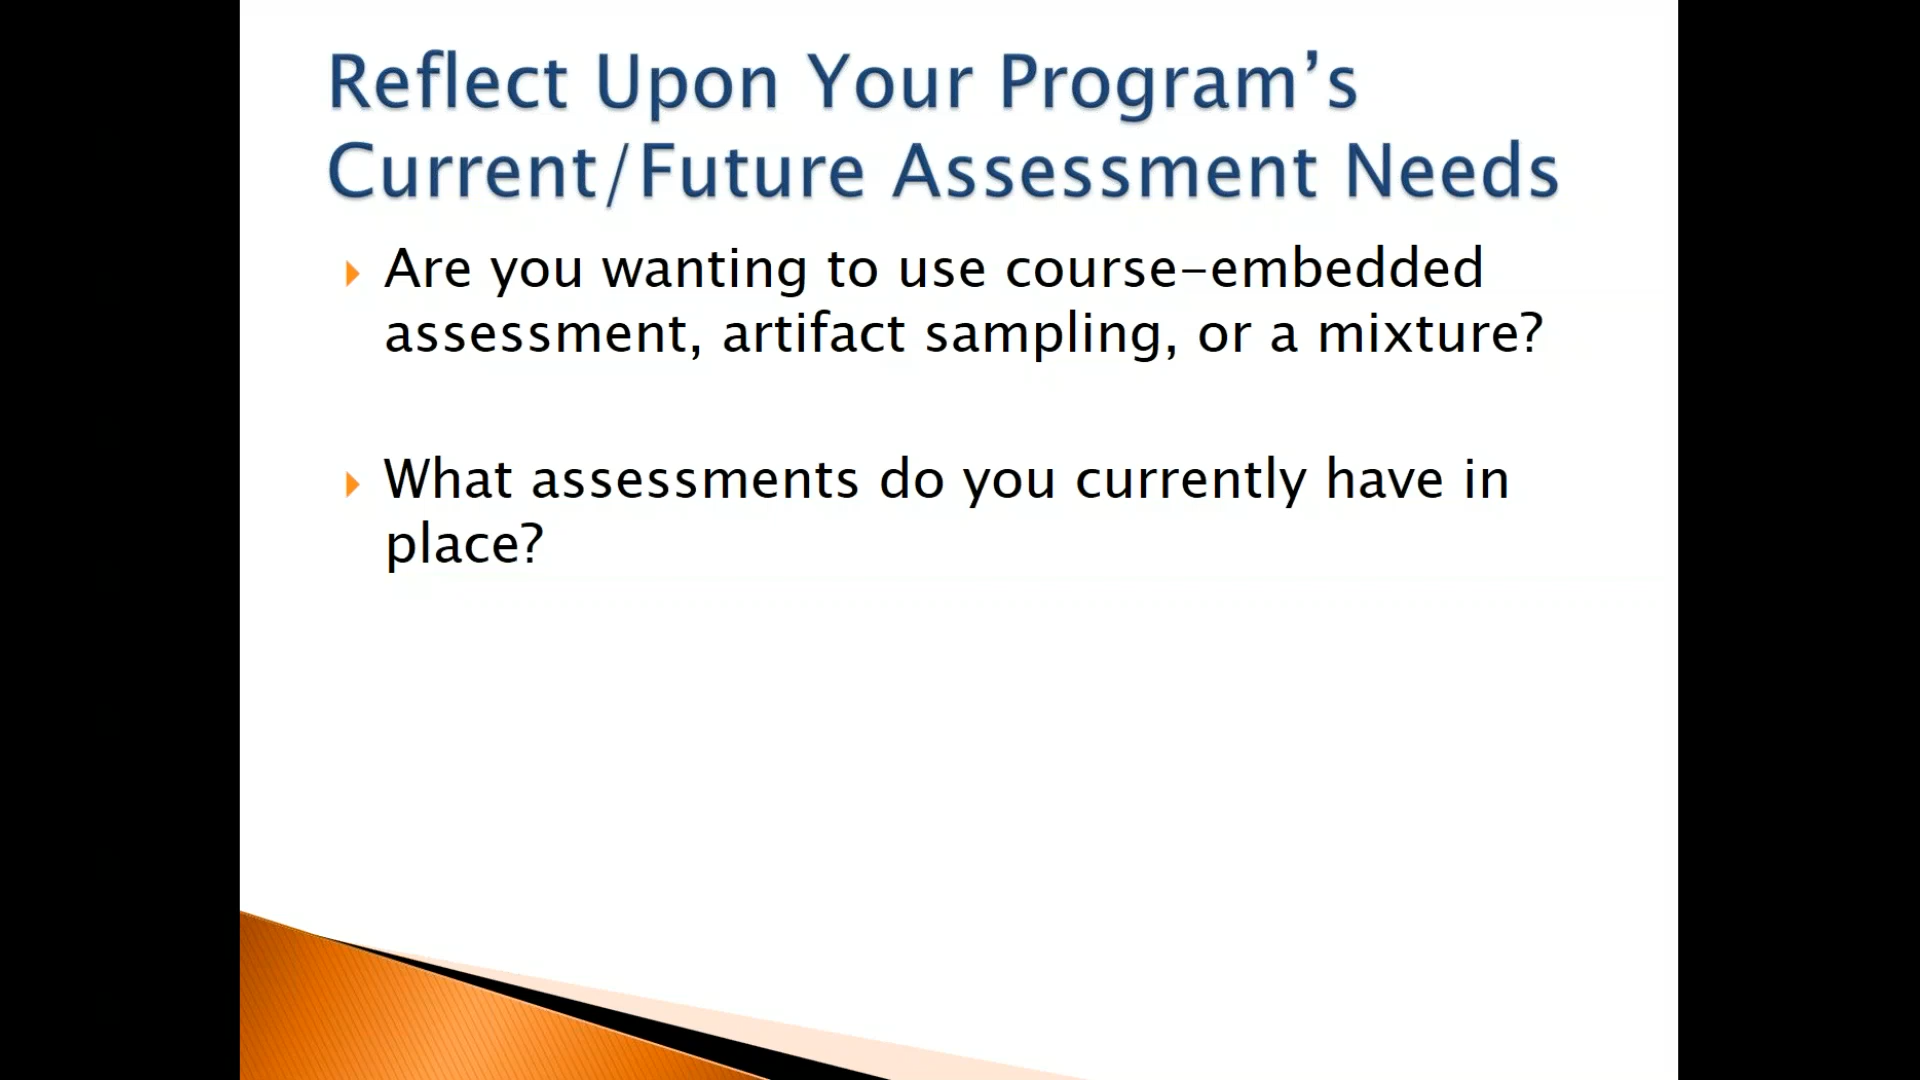 Reflect Upon Your Program’s
Current/Future Assessment Needs
Are you wanting to use course-embedded
assessment, artifact sampling, or a mixture?
What assessments do you currently have in
place?